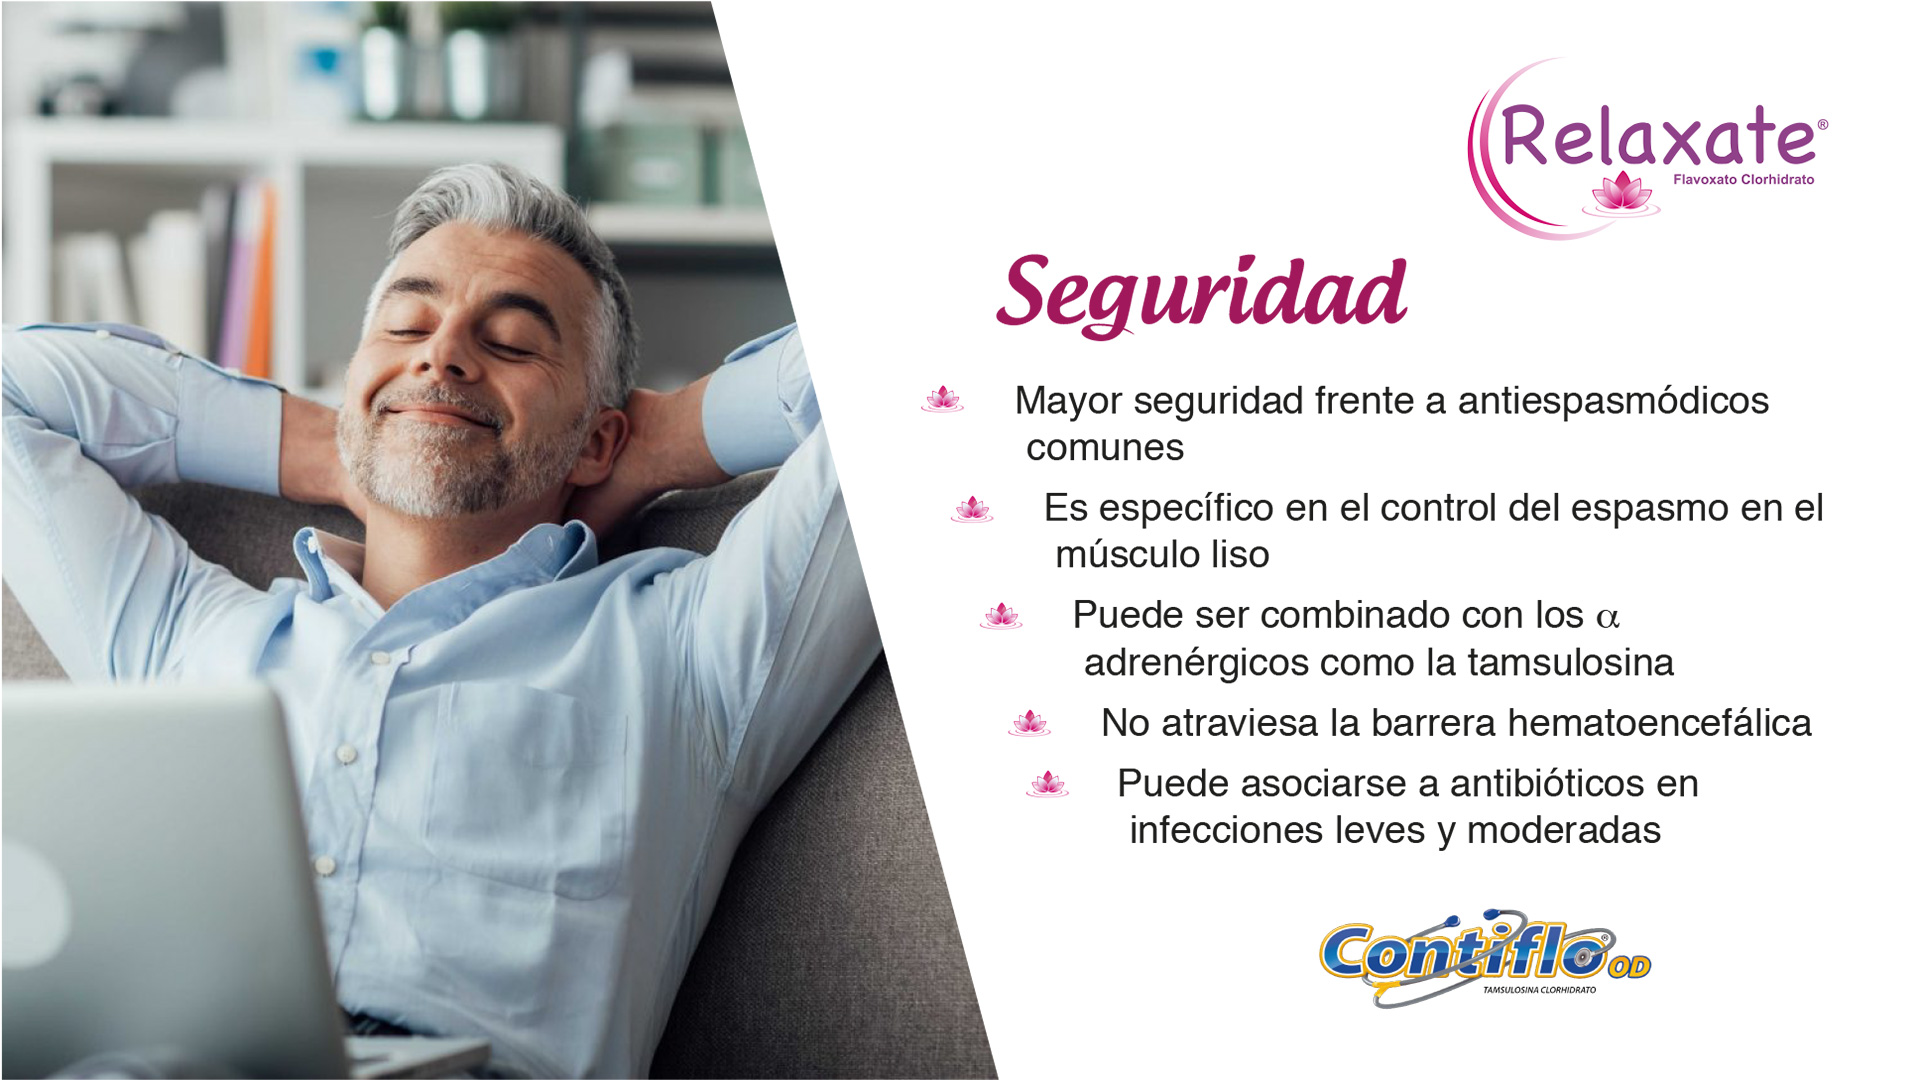 Relaxate®
Flavoxato Clorhidrato
Seguridad
Mayor seguridad frente a antiespasmódicos
comunes
Es específico en el control del espasmo en el
músculo liso
Puede ser combinado con los α
adrenérgicos como la tamsulosina
No atraviesa la barrera hematoencefálica
Puede asociarse a antibióticos en
infecciones leves y moderadas
Contiflo® OD
TAMSULOSINA CLORHIDRATO